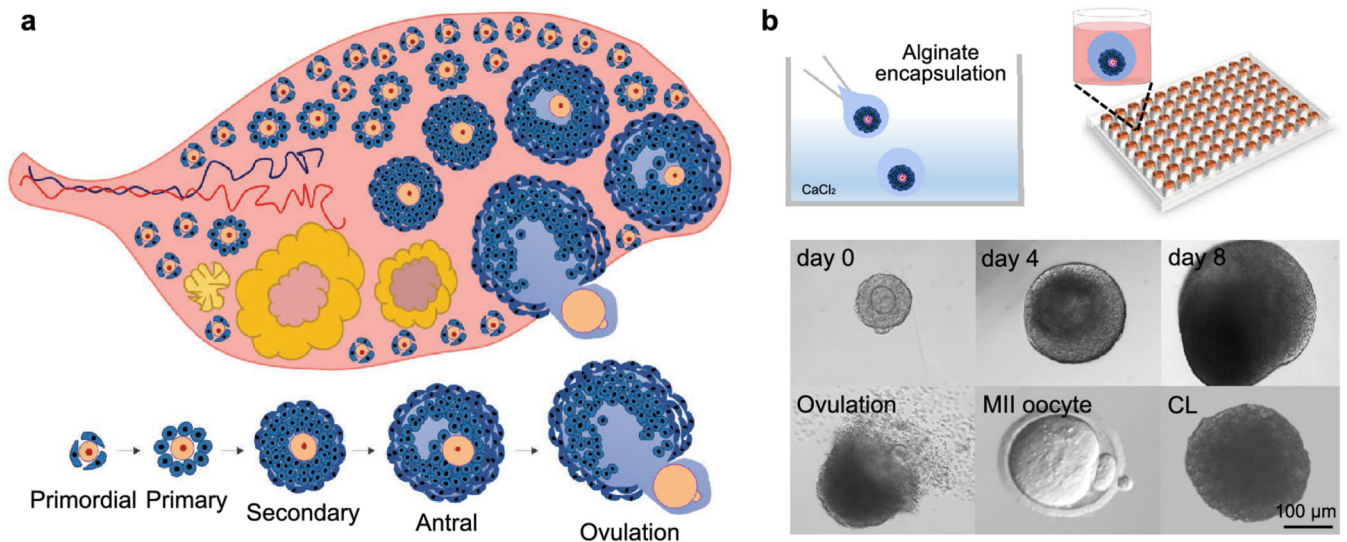 a
Primordial
Primary
Secondary
Antral
Ovulation
b
Alginate
encapsulation
CaCl₂
day 0
day 4
day 8
Ovulation
MII oocyte
CL
100 μm